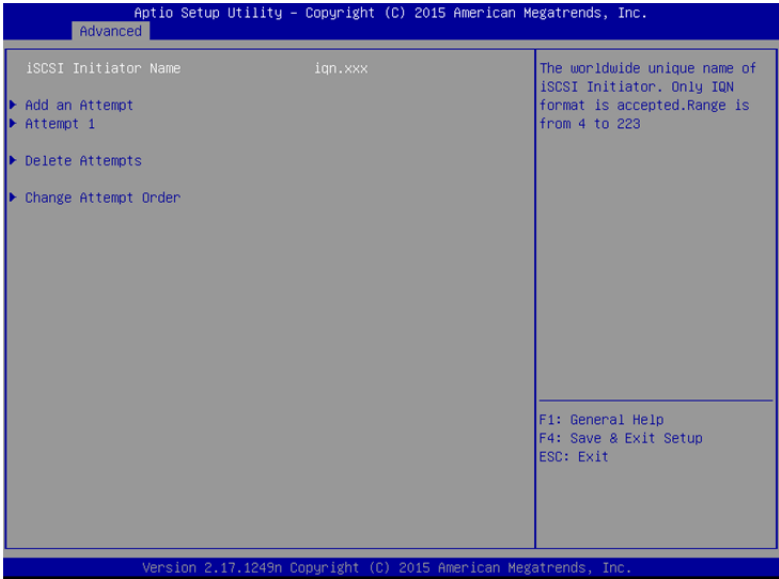 Aptio Setup Utility – Copyright (C) 2015 American Megatrends, Inc.
Advanced
iSCSI Initiator Name iqn.xxx
Add an Attempt
Attempt 1
Delete Attempts
Change Attempt Order
The worldwide unique name of
iSCSI Initiator. Only IQN
format is accepted.Range is
from 4 to 223
F1: General Help
F4: Save & Exit Setup
ESC: Exit
Version 2.17.1249n Copyright (C) 2015 American Megatrends, Inc.